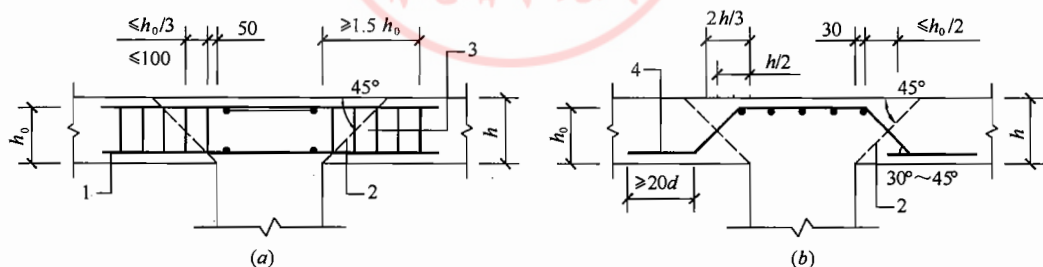 ≤h₀/3
50
≥1.5 h₀
≤100
3
45°
h₀
h
1
2
(a)
2h/3
30
≤h₀/2
h/2
4
45°
h₀
h
≥20d
30°～45°
2
(b)